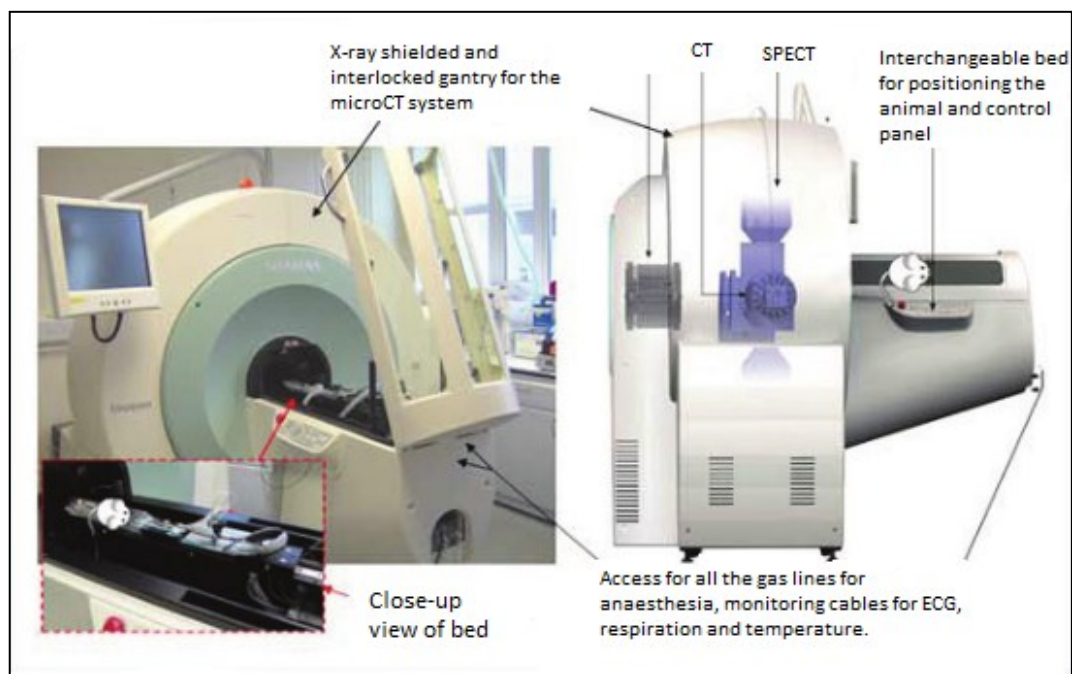 X-ray shielded and
interlocked gantry for the
microCT system
CT
SPECT
Interchangeable bed
for positioning the
animal and control
panel
SIEMENS
Close-up
view of bed
Access for all the gas lines for
anaesthesia, monitoring cables for ECG,
respiration and temperature.